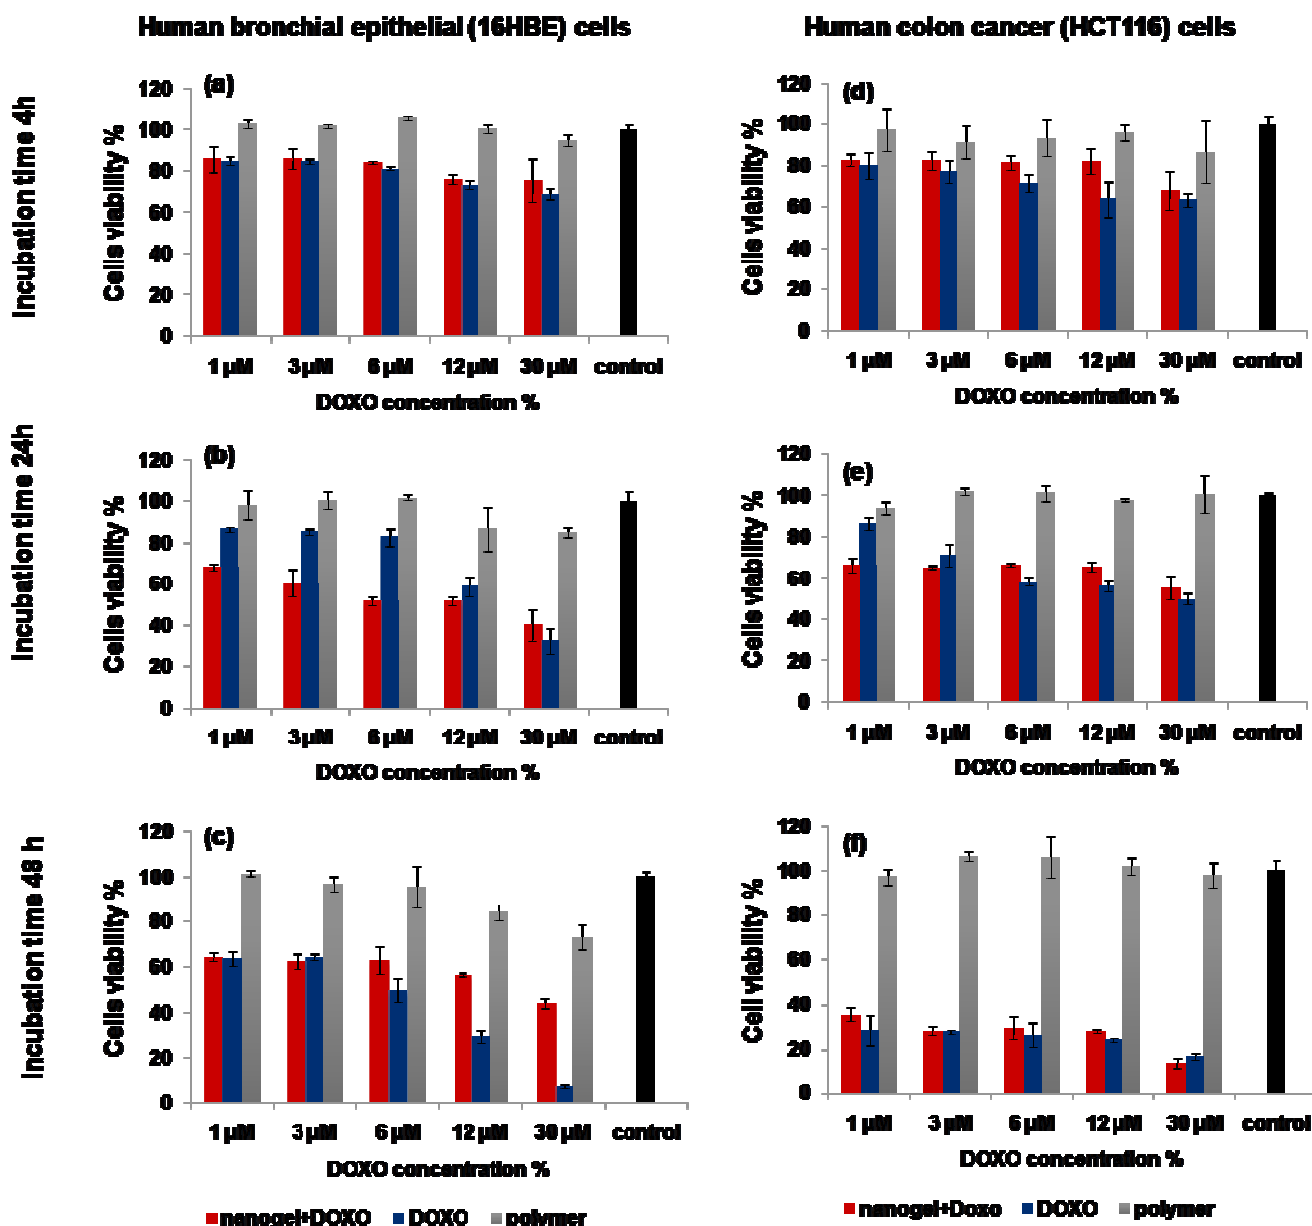 Human bronchial epithelial (16HBE) cells
Human colon cancer (HCT116) cells
Incubation time 4h
(a)
Cells viability %
120
100
80
60
40
20
0
1 µM 3 µM 6 µM 12 µM 30 µM control
DOXO concentration %
(d)
Cells viability %
120
100
80
60
40
20
0
1 µM 3 µM 6 µM 12 µM 30 µM control
DOXO concentration %
Incubation time 24h
(b)
Cells viability %
120
100
80
60
40
20
0
1 µM 3 µM 6 µM 12 µM 30 µM control
DOXO concentration %
(e)
Cells viability %
120
100
80
60
40
20
0
1 µM 3 µM 6 µM 12 µM 30 µM control
DOXO concentration %
Incubation time 48 h
(c)
Cells viability %
120
100
80
60
40
20
0
1 µM 3 µM 6 µM 12 µM 30 µM control
DOXO concentration %
(f)
Cell viability %
120
100
80
60
40
20
0
1 µM 3 µM 6 µM 12 µM 30 µM control
DOXO concentration %
nanogel+DOXO DOXO polymer
nanogel+Doxo DOXO polymer